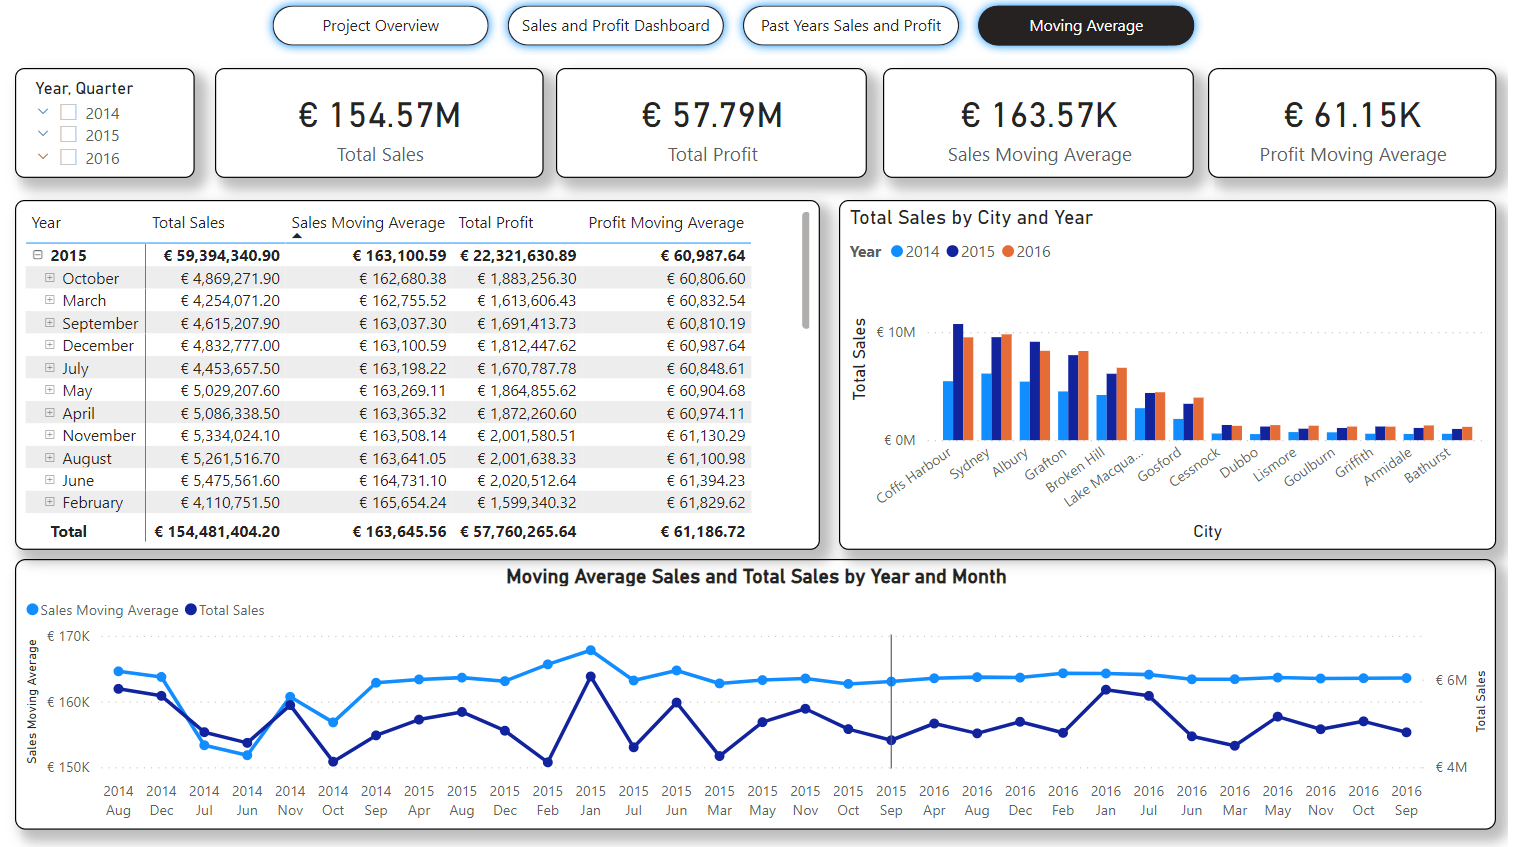 Project Overview
Sales and Profit Dashboard
Past Years Sales and Profit
Moving Average
Year, Quarter
2014
2015
2016
€ 154.57M
Total Sales
€ 57.79M
Total Profit
€ 163.57K
Sales Moving Average
€ 61.15K
Profit Moving Average
Year Total Sales Sales Moving Average Total Profit Profit Moving Average
2015 € 59,394,340.90 € 163,100.59 € 22,321,630.89 € 60,987.64
October € 4,869,271.90 € 162,680.38 € 1,883,256.30 € 60,806.60
March € 4,254,071.20 € 162,755.52 € 1,613,606.43 € 60,832.54
September € 4,615,207.90 € 163,037.30 € 1,691,413.73 € 60,810.19
December € 4,832,777.00 € 163,100.59 € 1,812,447.62 € 60,987.64
July € 4,453,657.50 € 163,198.22 € 1,670,787.78 € 60,848.61
May € 5,029,207.60 € 163,269.11 € 1,864,855.62 € 60,904.68
April € 5,086,338.50 € 163,365.32 € 1,872,260.60 € 60,974.11
November € 5,334,024.10 € 163,508.14 € 2,001,580.51 € 61,130.29
August € 5,261,516.70 € 163,641.05 € 2,001,638.33 € 61,100.98
June € 5,475,561.60 € 164,731.10 € 2,020,512.64 € 61,394.23
February € 4,110,751.50 € 165,654.24 € 1,599,340.32 € 61,829.62
Total € 154,481,404.20 € 163,645.56 € 57,760,265.64 € 61,186.72
Total Sales by City and Year
Year 2014 2015 2016
Total Sales
€ 10M
€ 0M
Coffs Harbour
Sydney
Albury
Grafton
Broken Hill
Lake Macqua...
Gosford
Cessnock
Dubbo
Lismore
Goulburn
Griffith
Armidale
Bathurst
City
Moving Average Sales and Total Sales by Year and Month
Sales Moving Average Total Sales
Sales Moving Average
€ 170K
€ 160K
€ 150K
€ 6M
€ 4M
Total Sales
2014 2014 2014 2014 2014 2014 2014 2015 2015 2015 2015 2015 2015 2015 2015 2015 2015 2015 2015 2016 2016 2016 2016 2016 2016 2016 2016 2016 2016 2016 2016
Aug Dec Jul Jun Nov Oct Sep Apr Aug Dec Feb Jan Jul Jun Mar May Nov Oct Sep Apr Aug Dec Feb Jan Jul Jun Mar May Nov Oct Sep